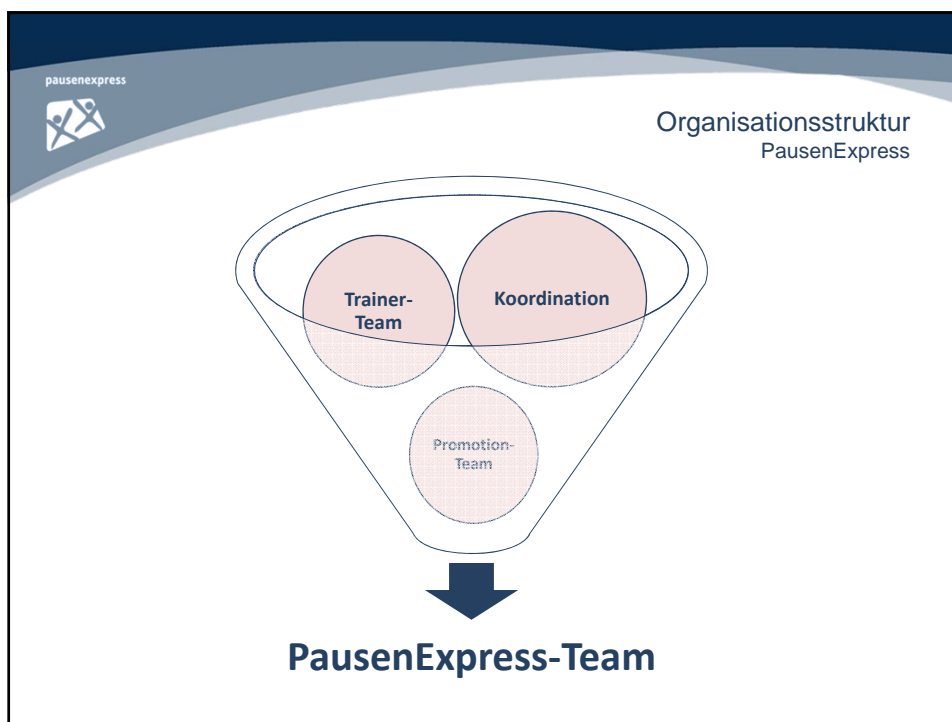 pausenexpress
Organisationsstruktur
PausenExpress
Trainer-
Team
Koordination
Promotion-
Team
PausenExpress-Team